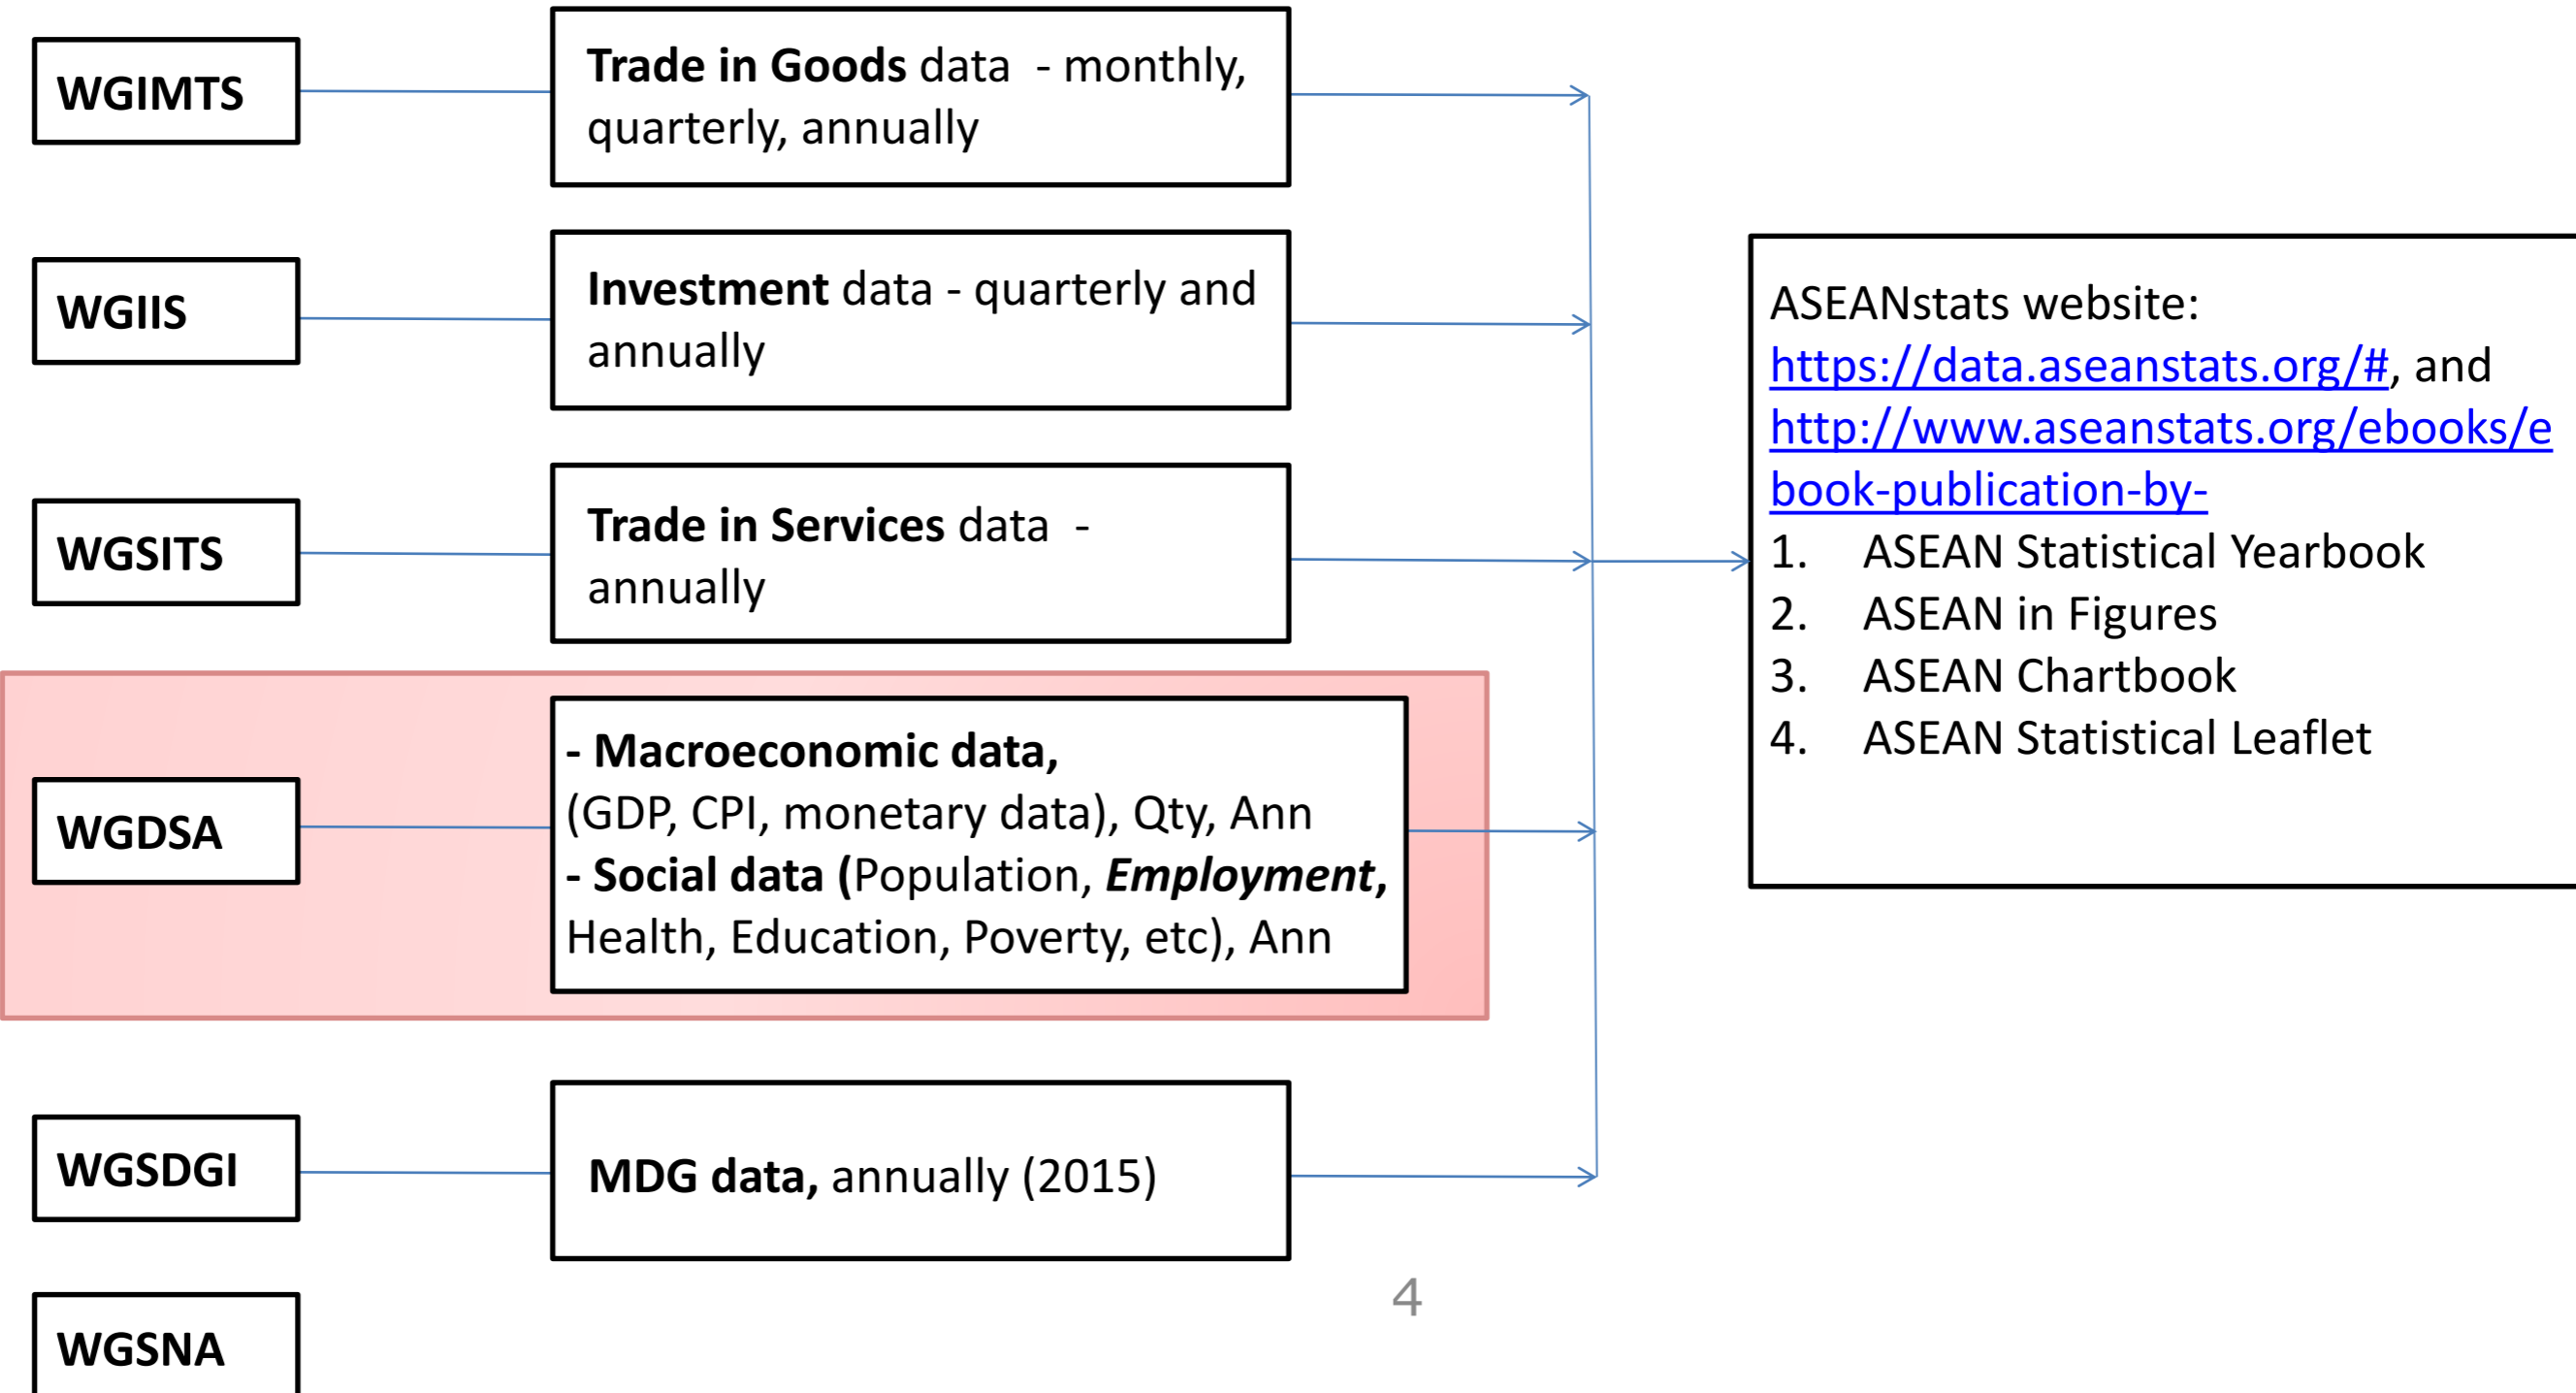 WGIMTS
Trade in Goods data - monthly,
quarterly, annually
WGIIS
Investment data - quarterly and
annually
WGSITS
Trade in Services data -
annually
WGDSA
- Macroeconomic data,
(GDP, CPI, monetary data), Qty, Ann
- Social data (Population, Employment,
Health, Education, Poverty, etc), Ann
WGSDGI
MDG data, annually (2015)
WGSNA
ASEANstats website:
https://data.aseanstats.org/#, and
http://www.aseanstats.org/ebooks/e
book-publication-by-
1. ASEAN Statistical Yearbook
2. ASEAN in Figures
3. ASEAN Chartbook
4. ASEAN Statistical Leaflet
4